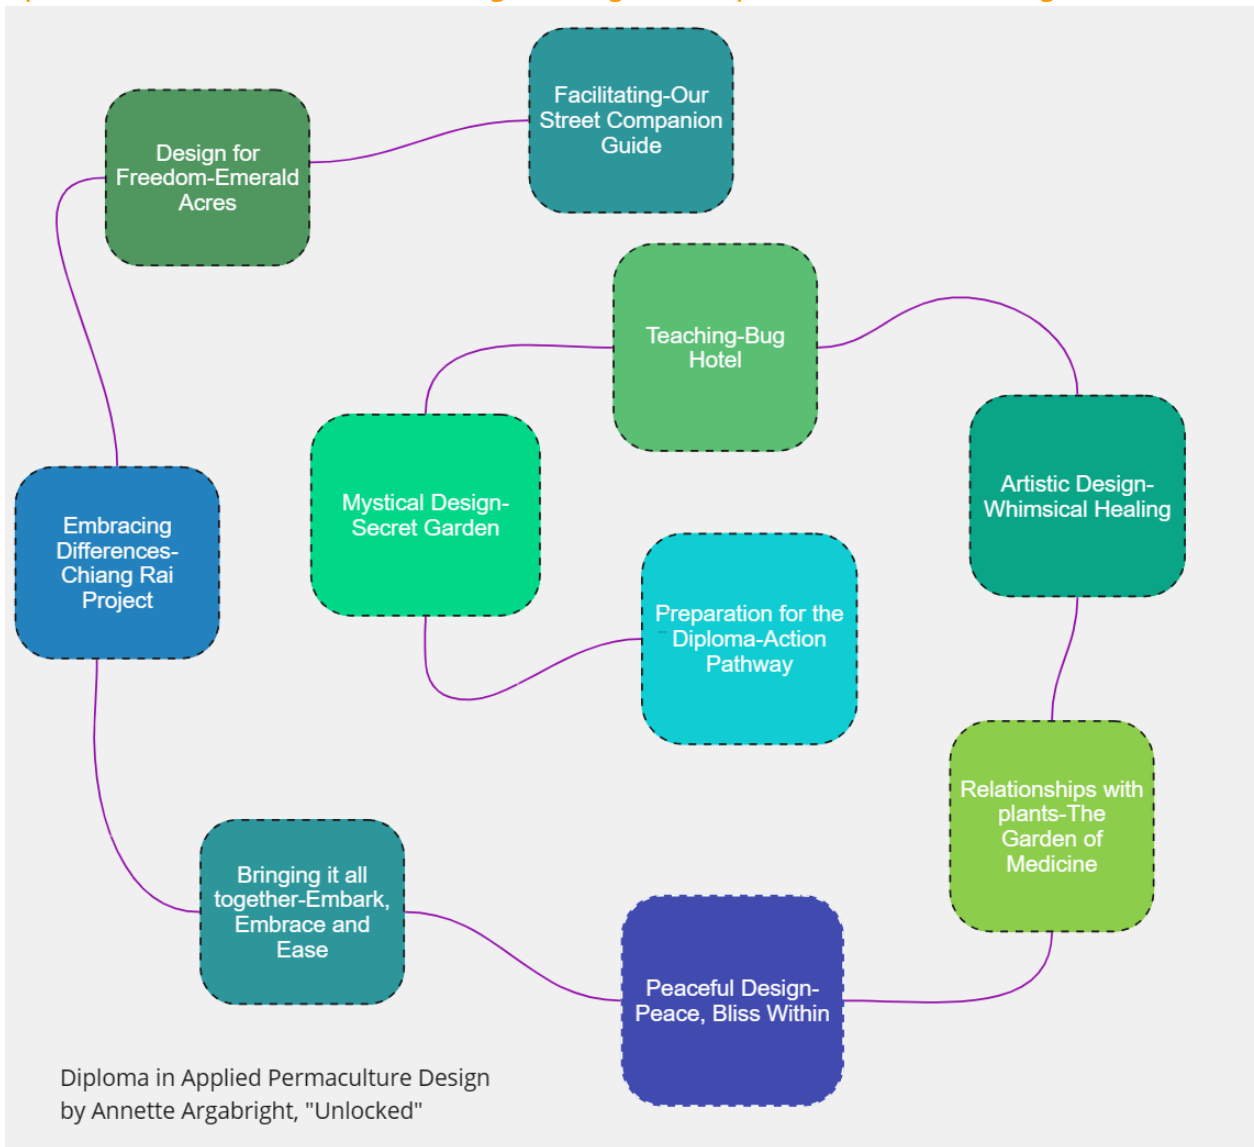 Facilitating-Our
Street Companion
Guide
Design for
Freedom-Emerald
Acres
Teaching-Bug
Hotel
Mystical Design-
Secret Garden
Artistic Design-
Whimsical Healing
Embracing
Differences-
Chiang Rai
Project
Preparation for the
Diploma-Action
Pathway
Relationships with
plants-The
Garden of
Medicine
Bringing it all
together-Embark,
Embrace and
Ease
Peaceful Design-
Peace, Bliss Within
Diploma in Applied Permaculture Design
by Annette Argabright, "Unlocked"